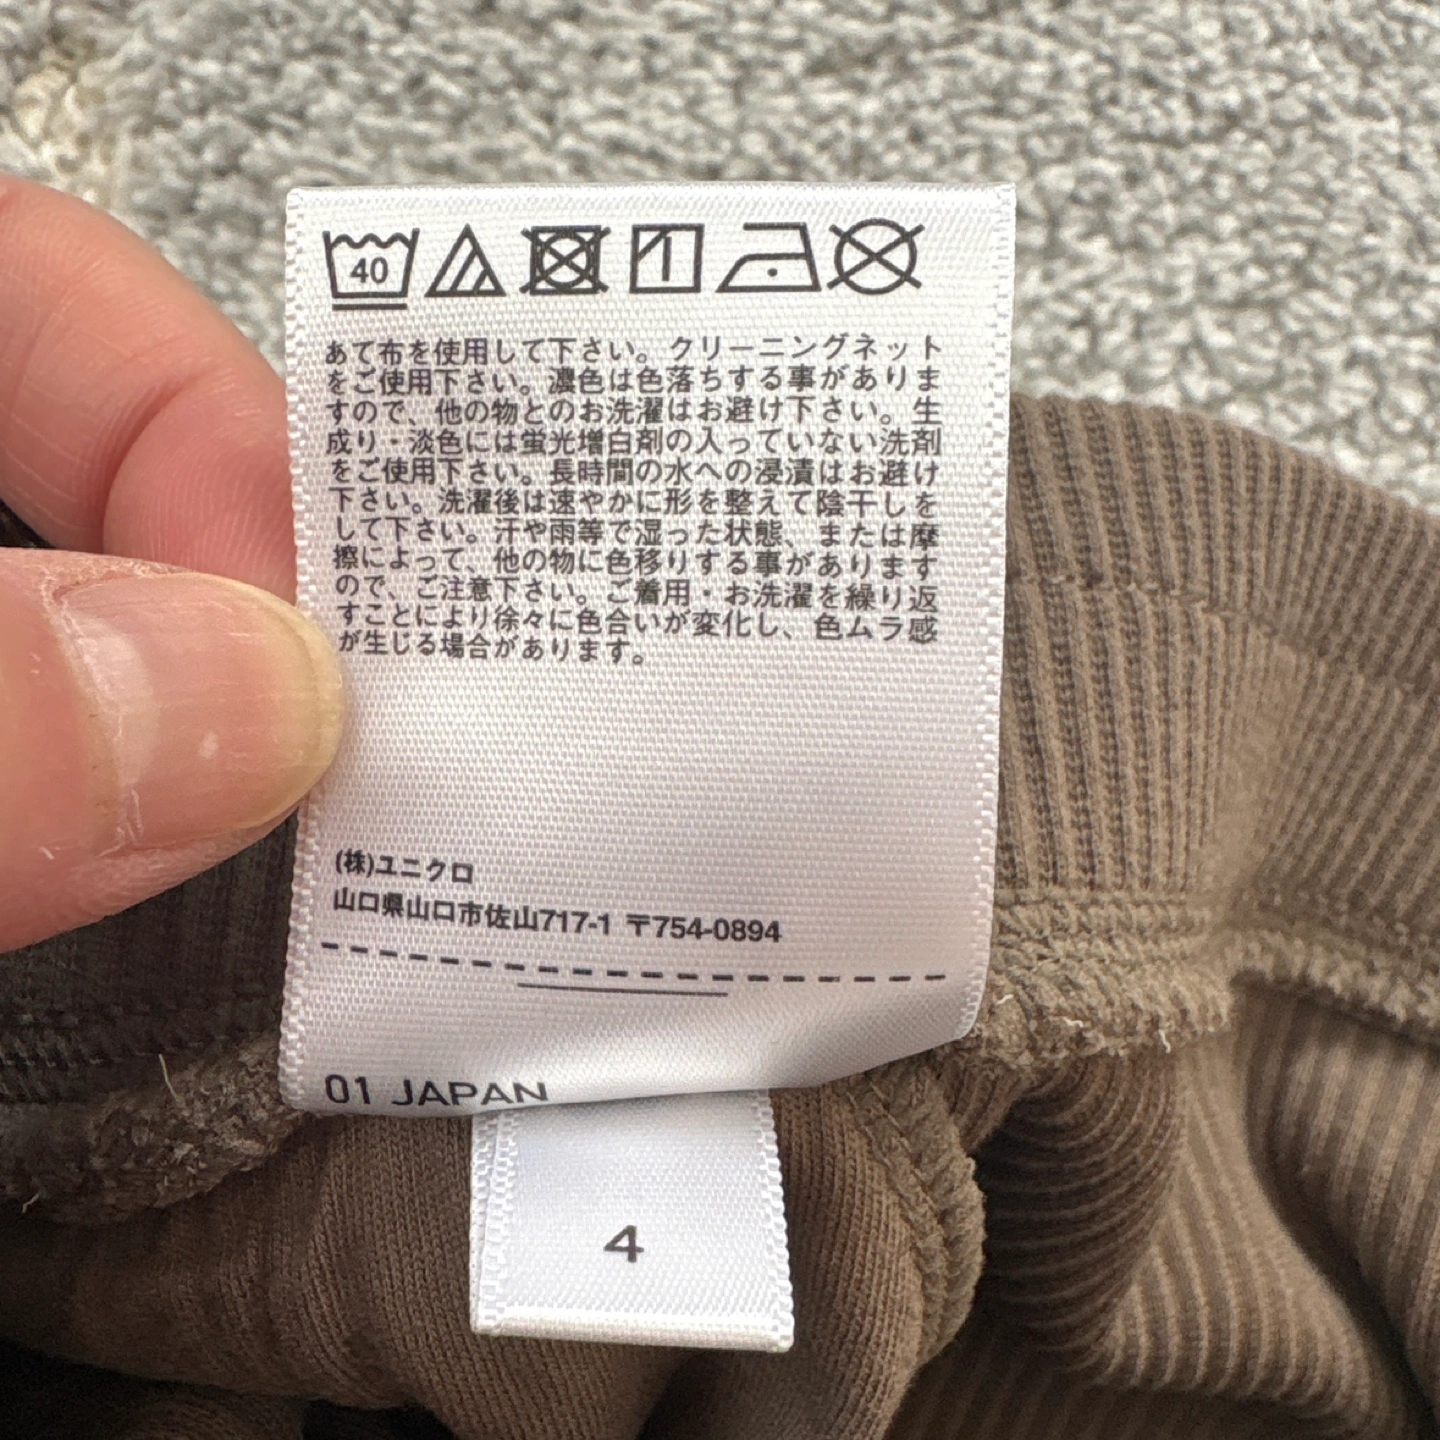 40
あて布を使用して下さい。クリーニングネット
をご使用下さい。濃色は色落ちする事がありま
すので、他の物とのお洗濯はお避け下さい。生
成り・淡色には蛍光増白剤の入っていない洗剤
をご使用下さい。長時間の水への浸漬はお避け
下さい。洗濯後は速やかに形を整えて陰干しを
して下さい。汗や雨等で湿った状態、または摩
擦によって、他の物に色移りする事があります
ので、ご注意下さい。ご着用・お洗濯を繰り返
すことにより徐々に色合いが変化し、色ムラ感
が生じる場合があります。
(株)ユニクロ
山口県山口市佐山717-1 〒754-0894
01 JAPAN
4